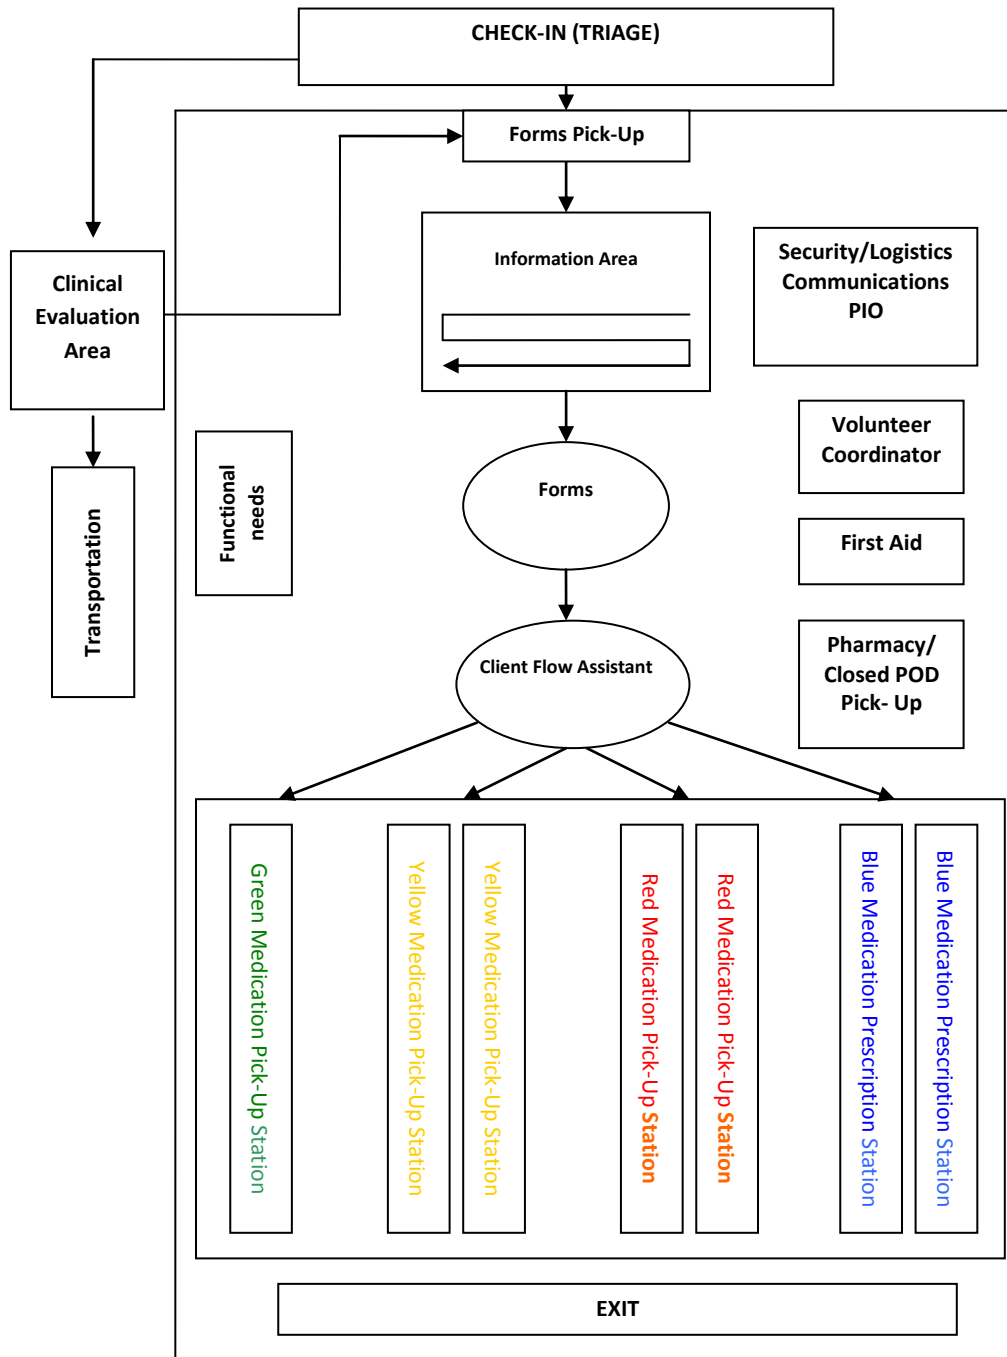 CHECK-IN (TRIAGE)
Forms Pick-Up
Information Area
Security/Logistics
Communications
PIO
Clinical
Evaluation
Area
Volunteer
Coordinator
Functional
needs
Forms
Transportation
First Aid
Pharmacy/
Closed POD
Pick- Up
Client Flow Assistant
Green Medication Pick-Up Station
Yellow Medication Pick-Up Station
Yellow Medication Pick-Up Station
Red Medication Pick-Up Station
Red Medication Pick-Up Station
Blue Medication Prescription Station
Blue Medication Prescription Station
EXIT